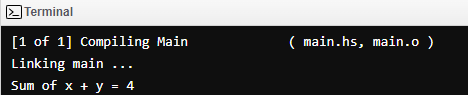 Terminal
[1 of 1] Compiling Main             ( main.hs, main.o )
Linking main ...
Sum of x + y = 4